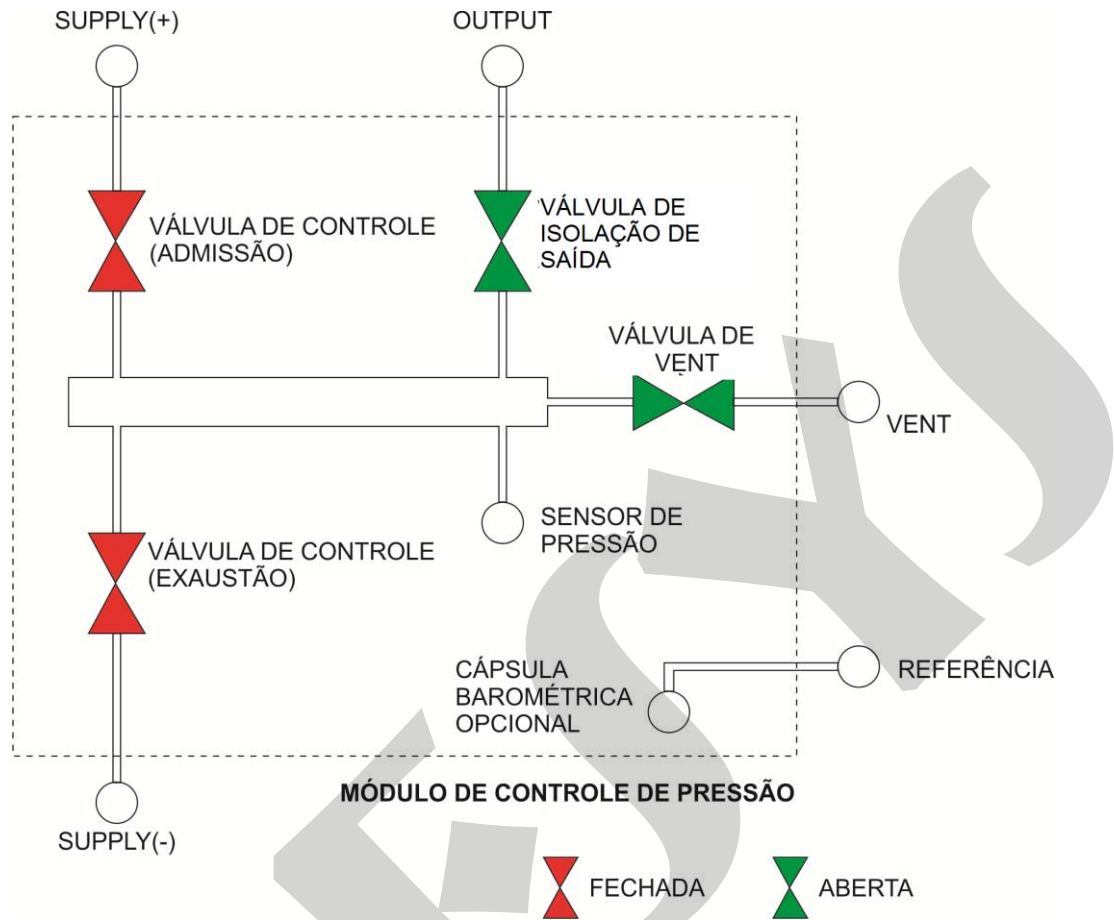 SUPPLY(+)
OUTPUT
VÁLVULA DE CONTROLE
(ADMISSÃO)
VÁLVULA DE
ISOLAÇÃO DE
SAÍDA
VÁLVULA DE
VENT
VENT
SENSOR DE
PRESSÃO
VÁLVULA DE CONTROLE
(EXAUSTÃO)
CÁPSULA
BAROMÉTRICA
OPCIONAL
REFERÊNCIA
MÓDULO DE CONTROLE DE PRESSÃO
SUPPLY(-)
FECHADA
ABERTA